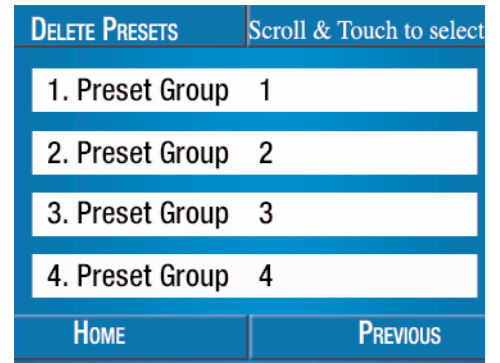 DELETE PRESETS Scroll & Touch to select
1. Preset Group 1
2. Preset Group 2
3. Preset Group 3
4. Preset Group 4
HOME PREVIOUS